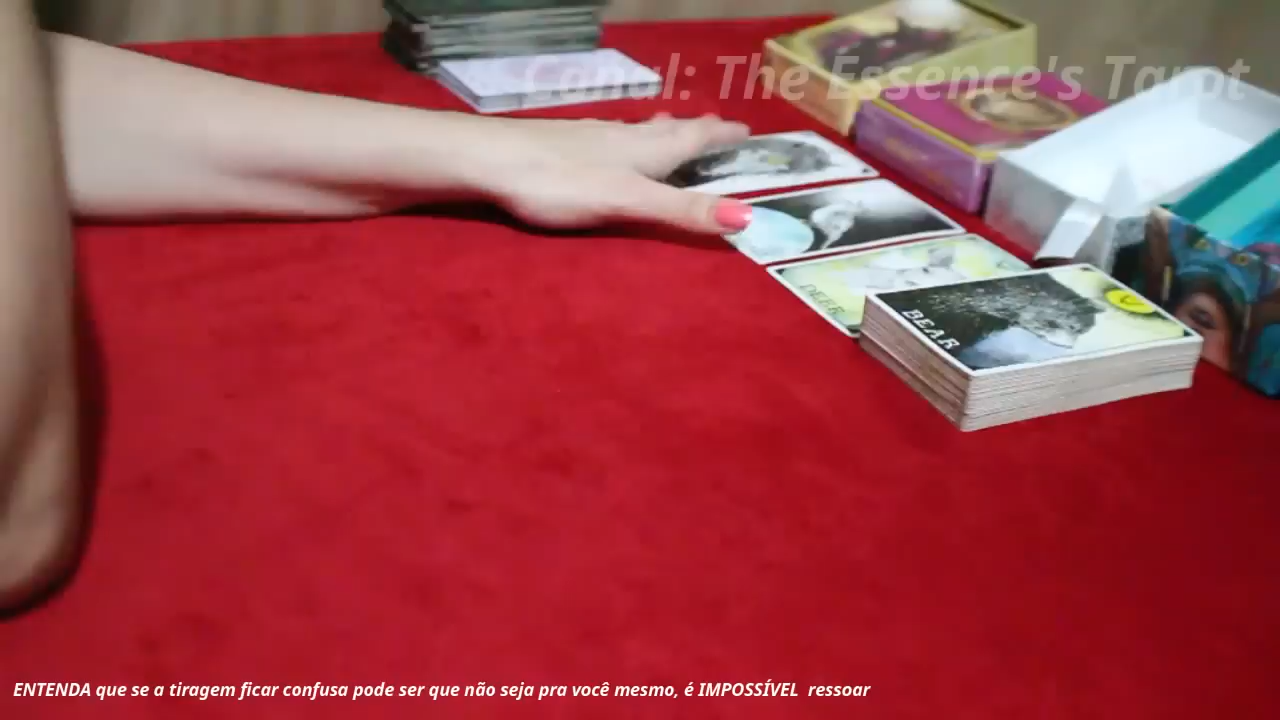 Canal: The Essence's Tarot
DEER
BEAR
ENTENDA que se a tiragem ficar confusa pode ser que não seja pra você mesmo, é IMPOSSÍVEL ressoar